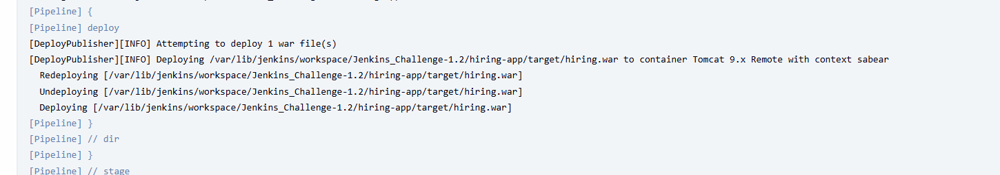 [Pipeline] {
[Pipeline] deploy
[DeployPublisher][INFO] Attempting to deploy 1 war file(s)
[DeployPublisher][INFO] Deploying /var/lib/jenkins/workspace/Jenkins_Challenge-1.2/hiring-app/target/hiring.war to container Tomcat 9.x Remote with context sabear
  Redeploying [/var/lib/jenkins/workspace/Jenkins_Challenge-1.2/hiring-app/target/hiring.war]
  Undeploying [/var/lib/jenkins/workspace/Jenkins_Challenge-1.2/hiring-app/target/hiring.war]
  Deploying [/var/lib/jenkins/workspace/Jenkins_Challenge-1.2/hiring-app/target/hiring.war]
[Pipeline] }
[Pipeline] // dir
[Pipeline] }
[Pipeline] // stage